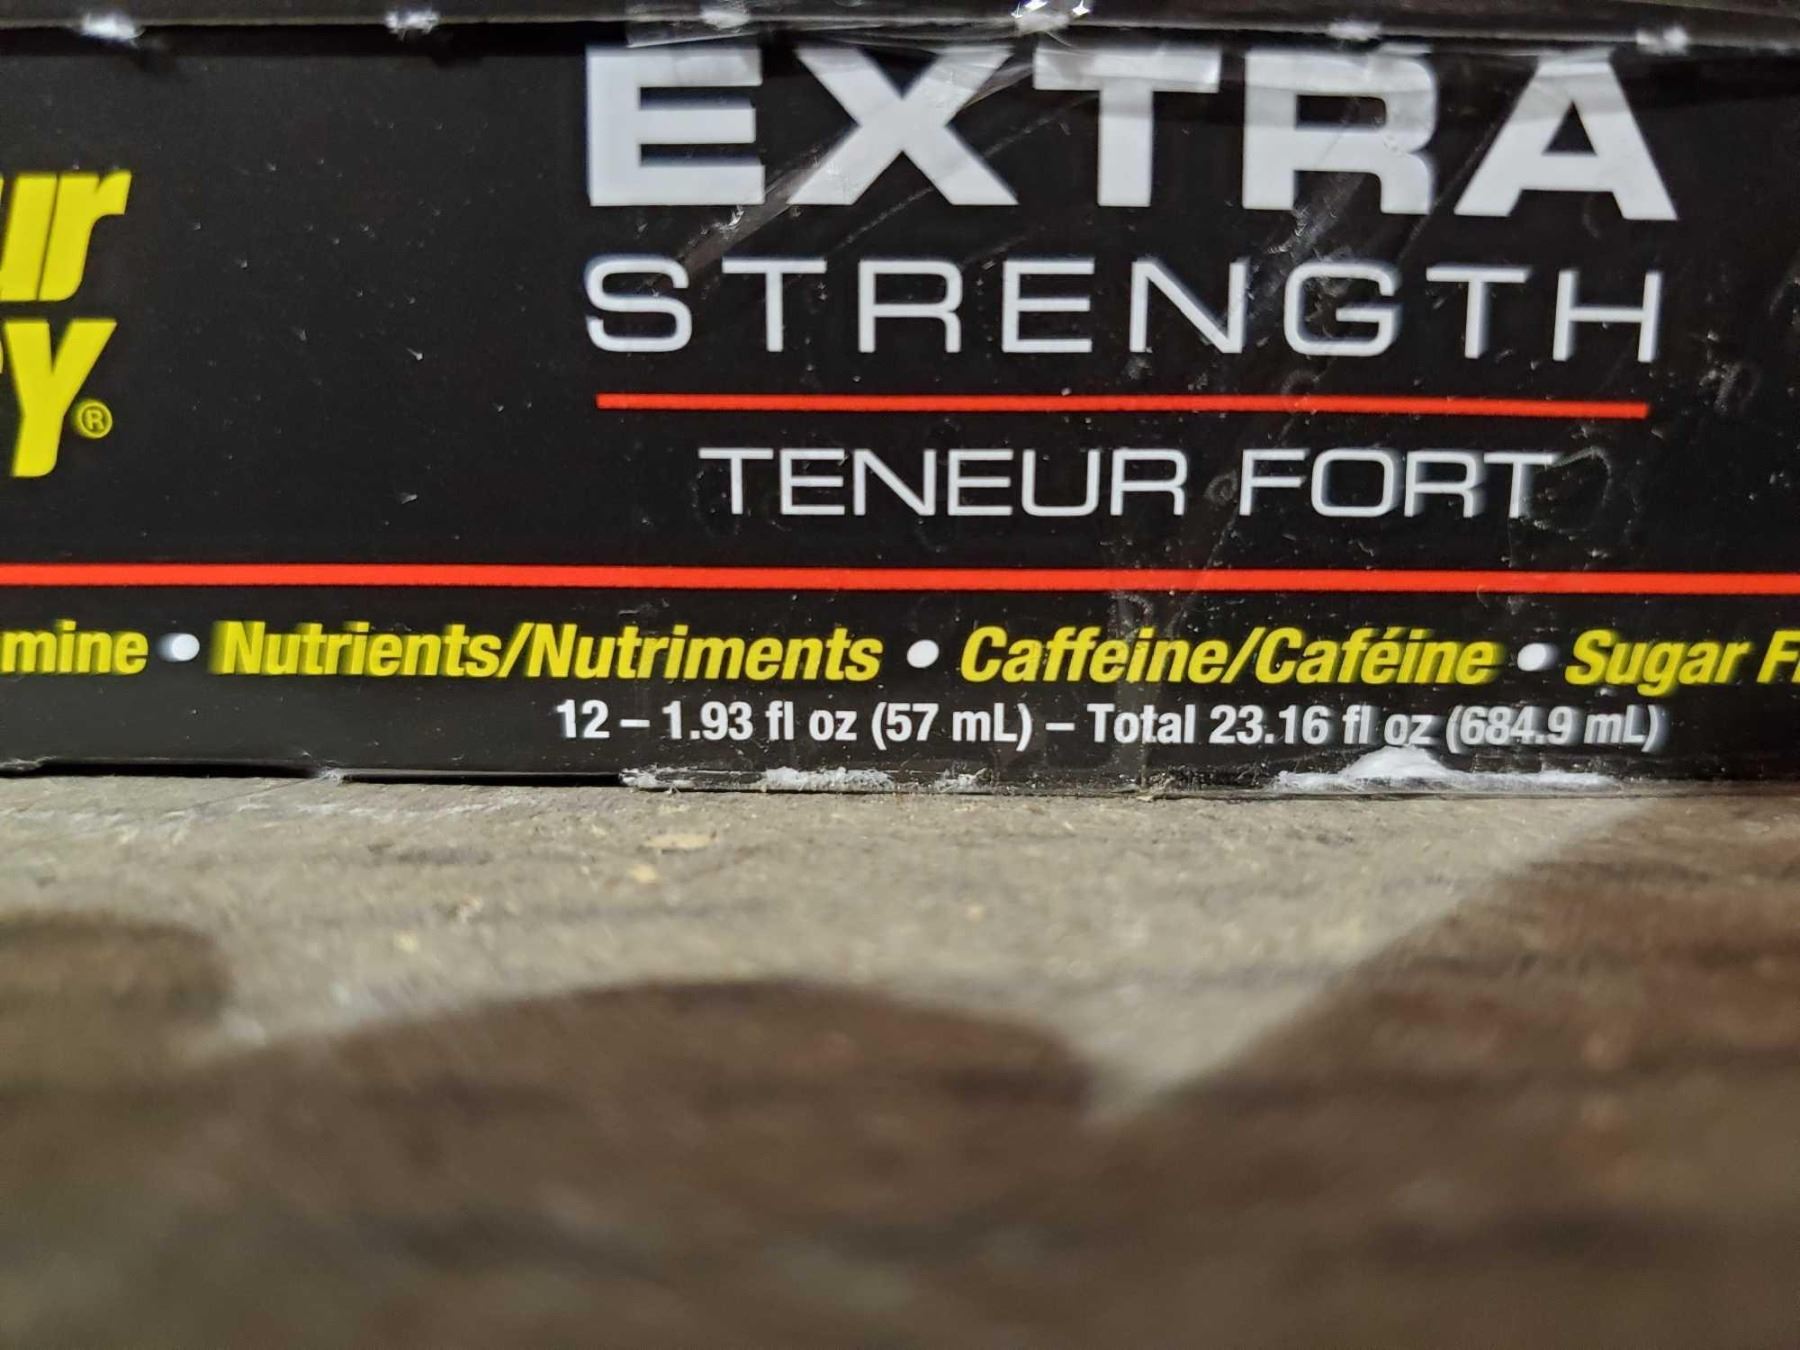 EXTRA
STRENGTH
TENEUR FORT
ur
Y®
mine • Nutrients/Nutriments • Caffeine/Caféine • Sugar F
12 – 1.93 fl oz (57 mL) – Total 23.16 fl oz (684.9 mL)